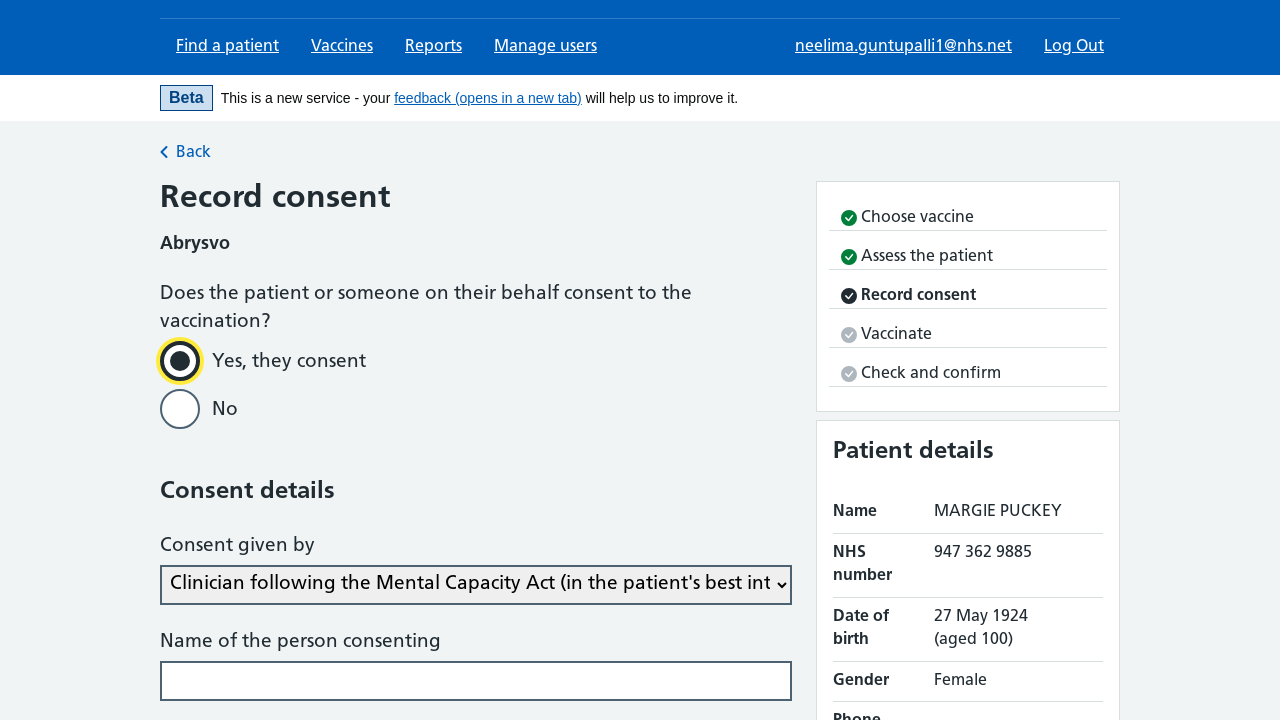 Find a patient
Vaccines
Reports
Manage users
neelima.guntupalli1@nhs.net
Log Out
Beta
This is a new service - your feedback (opens in a new tab) will help us to improve it.
Back
Record consent
Abrysvo
Does the patient or someone on their behalf consent to the
vaccination?
Yes, they consent
No
Consent details
Consent given by
Clinician following the Mental Capacity Act (in the patient's best int
Name of the person consenting
Choose vaccine
Assess the patient
Record consent
Vaccinate
Check and confirm
Patient details
Name MARGIE PUCKEY
NHS 947 362 9885
number
Date of 27 May 1924
birth (aged 100)
Gender Female
Phone